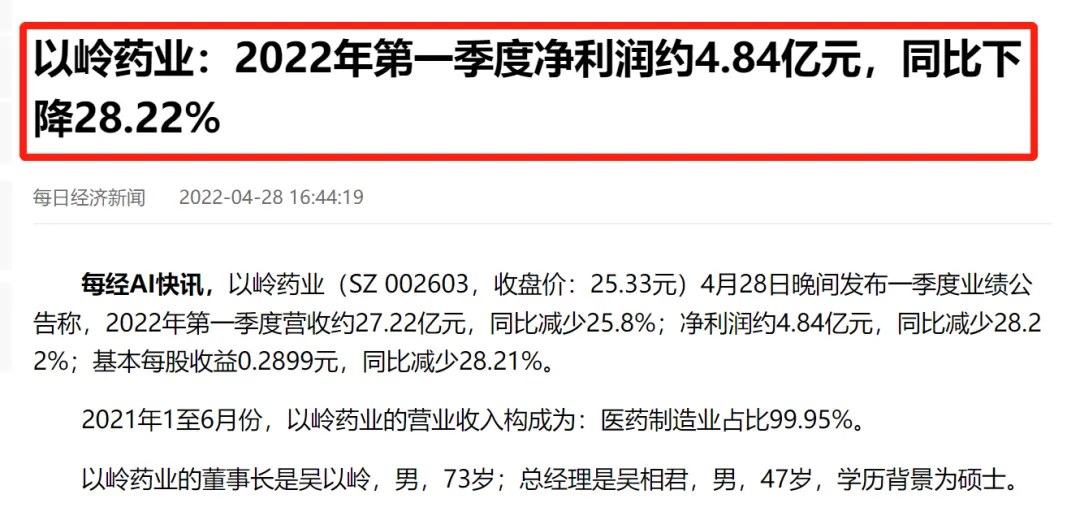 以岭药业：2022年第一季度净利润约4.84亿元，同比下
降28.22%
每日经济新闻 2022-04-28 16:44:19
每经AI快讯，以岭药业（SZ 002603，收盘价：25.33元）4月28日晚间发布一季度业绩公
告称，2022年第一季度营收约27.22亿元，同比减少25.8%；净利润约4.84亿元，同比减少28.2
2%；基本每股收益0.2899元，同比减少28.21%。
2021年1至6月份，以岭药业的营业收入构成为：医药制造业占比99.95%。
以岭药业的董事长是吴以岭，男，73岁；总经理是吴相君，男，47岁，学历背景为硕士。